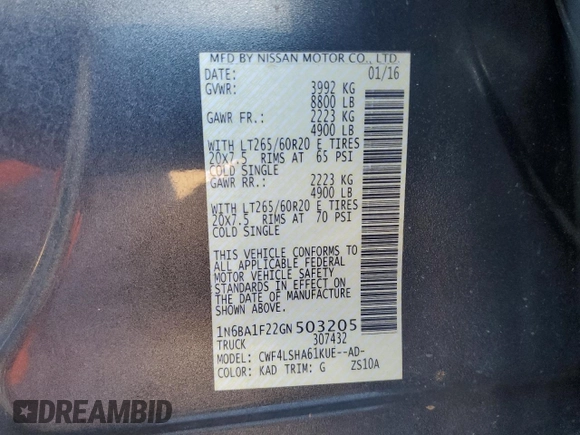 MFD BY NISSAN MOTOR CO., LTD.
DATE: 01/16
GVWR: 3992 KG
8800 LB
GAWR FR.: 2223 KG
4900 LB
WITH LT265/60R20 E TIRES
20X7.5 RIMS AT 65 PSI
COLD SINGLE
GAWR RR.: 2223 KG
4900 LB
WITH LT265/60R20 E TIRES
20X7.5 RIMS AT 70 PSI
COLD SINGLE
THIS VEHICLE CONFORMS TO
ALL APPLICABLE FEDERAL
MOTOR VEHICLE SAFETY
STANDARDS IN EFFECT ON
THE DATE OF MANUFACTURE
SHOWN ABOVE.
1N6BA1F22GN503205
TRUCK 307432
MODEL: CWF4LSHA61KUE--AD-
COLOR: KAD TRIM: G ZS10A
DREAMBID